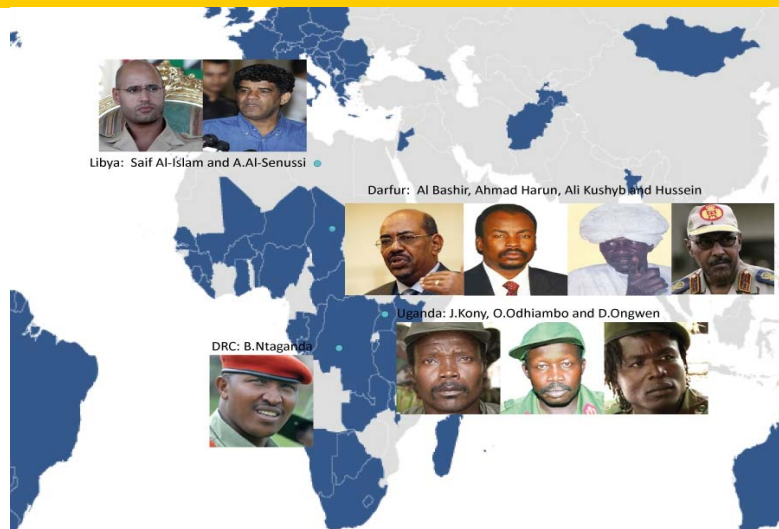 Libya: Saif Al-Islam and A.Al-Senussi
Darfur: Al Bashir, Ahmad Harun, Ali Kushyb and Hussein
Uganda: J.Kony, O.Odhiambo and D.Ongwen
DRC: B.Ntaganda